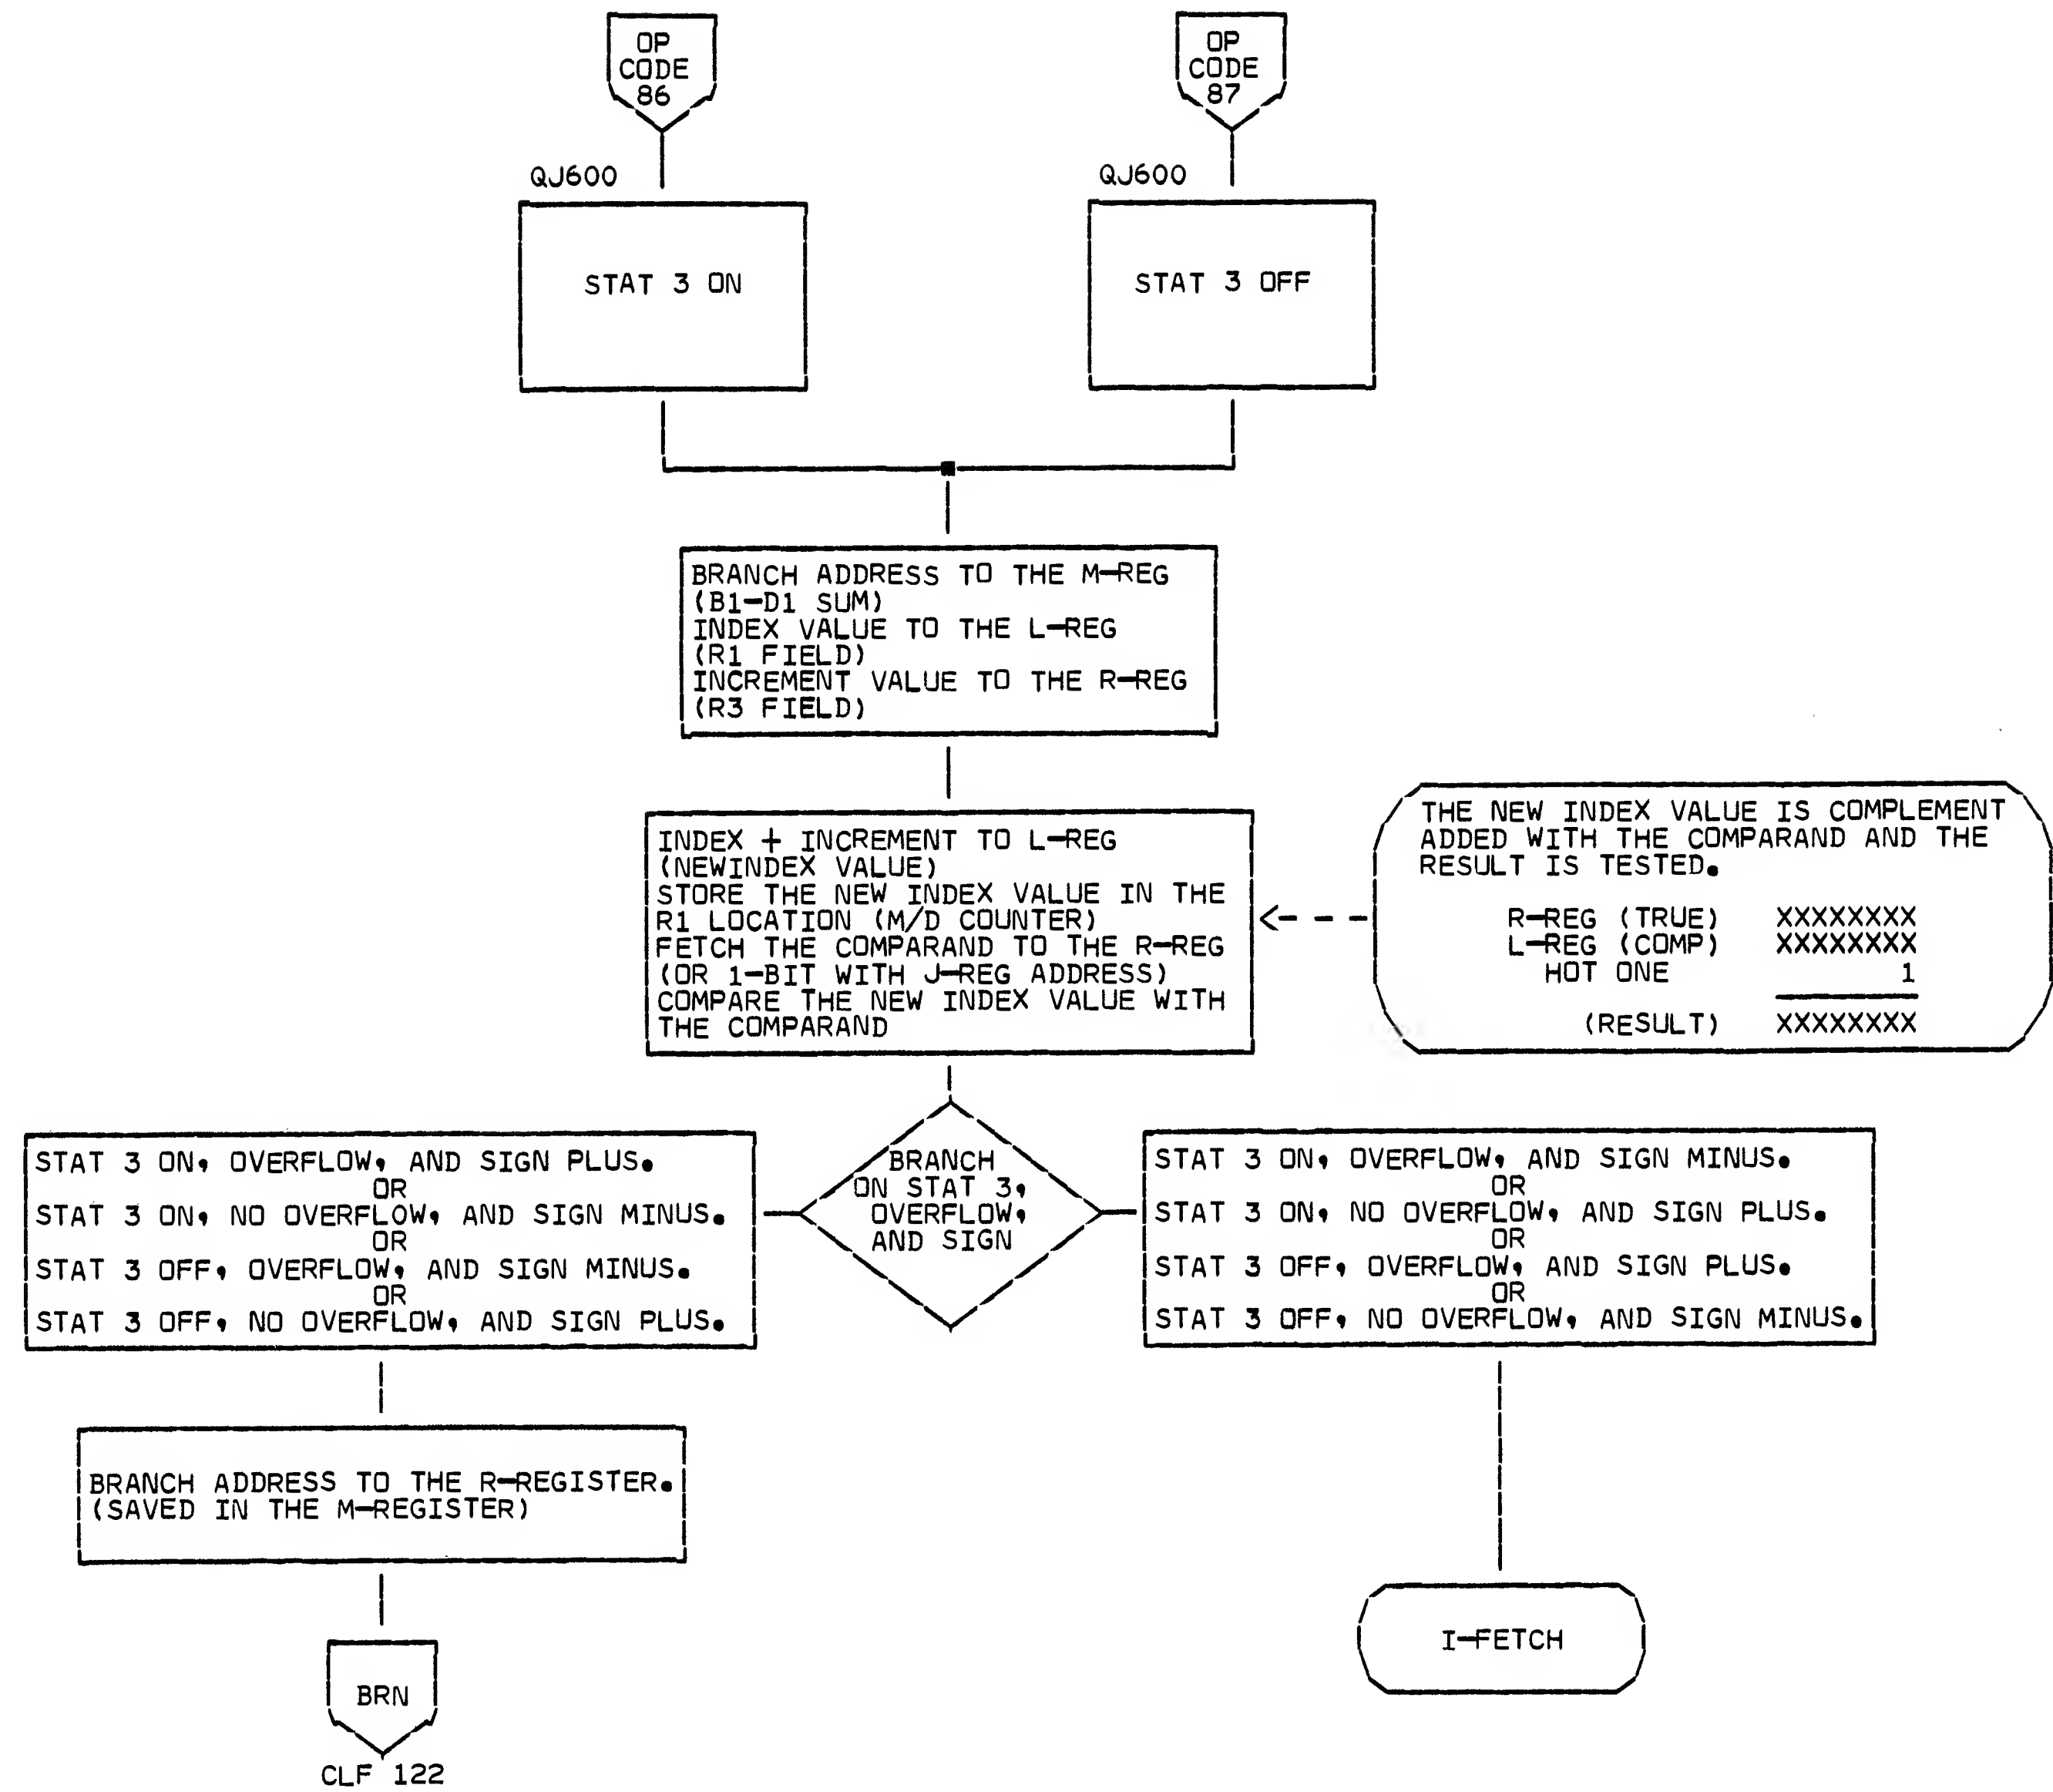 OP
CODE
86
OP
CODE
87
QJ600
QJ600
STAT 3 ON
STAT 3 OFF
BRANCH ADDRESS TO THE M-REG
(B1-D1 SUM)
INDEX VALUE TO THE L-REG
(R1 FIELD)
INCREMENT VALUE TO THE R-REG
(R3 FIELD)
INDEX + INCREMENT TO L-REG
(NEWINDEX VALUE)
STORE THE NEW INDEX VALUE IN THE
R1 LOCATION (M/D COUNTER)
FETCH THE COMPARAND TO THE R-REG
(OR 1-BIT WITH J-REG ADDRESS)
COMPARE THE NEW INDEX VALUE WITH
THE COMPARAND
THE NEW INDEX VALUE IS COMPLEMENT
ADDED WITH THE COMPARAND AND THE
RESULT IS TESTED.
R-REG (TRUE) XXXXXXXX
L-REG (COMP) XXXXXXXX
HOT ONE 1
(RESULT) XXXXXXXX
STAT 3 ON, OVERFLOW, AND SIGN PLUS.
OR
STAT 3 ON, NO OVERFLOW, AND SIGN MINUS.
OR
STAT 3 OFF, OVERFLOW, AND SIGN MINUS.
OR
STAT 3 OFF, NO OVERFLOW, AND SIGN PLUS.
BRANCH
ON STAT 3,
OVERFLOW,
AND SIGN
STAT 3 ON, OVERFLOW, AND SIGN MINUS.
OR
STAT 3 ON, NO OVERFLOW, AND SIGN PLUS.
OR
STAT 3 OFF, OVERFLOW, AND SIGN PLUS.
OR
STAT 3 OFF, NO OVERFLOW, AND SIGN MINUS.
BRANCH ADDRESS TO THE R-REGISTER.
(SAVED IN THE M-REGISTER)
I-FETCH
BRN
CLF 122